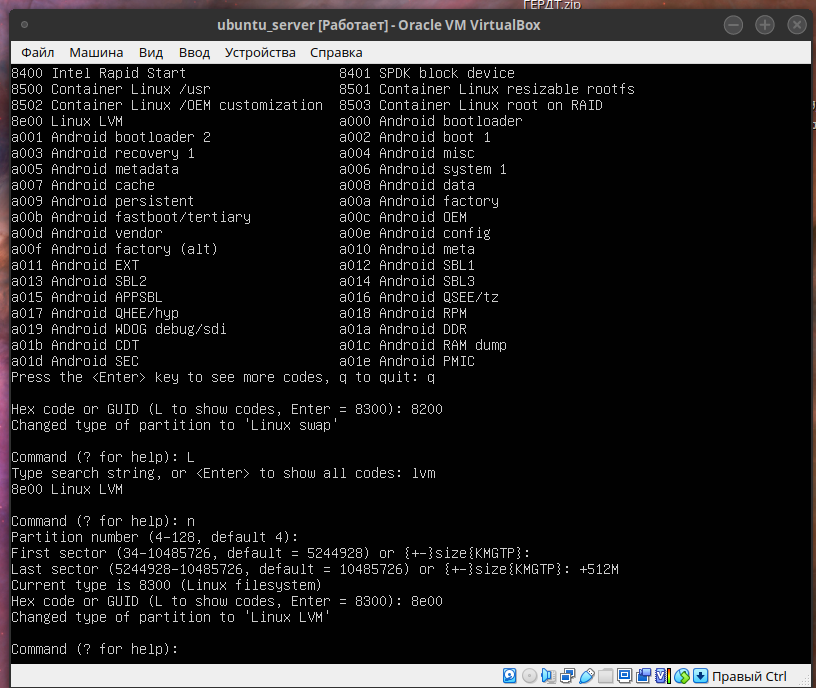 ГЕРДТ.zip
ubuntu_server [Работает] - Oracle VM VirtualBox
Файл Машина Вид Ввод Устройства Справка
8400 Intel Rapid Start 8401 SPDK block device
8500 Container Linux /usr 8501 Container Linux resizable rootfs
8502 Container Linux /OEM customization 8503 Container Linux root on RAID
8e00 Linux LVM a000 Android bootloader
a001 Android bootloader 2 a002 Android boot 1
a003 Android recovery 1 a004 Android misc
a005 Android metadata a006 Android system 1
a007 Android cache a008 Android data
a009 Android persistent a00a Android factory
a00b Android fastboot/tertiary a00c Android OEM
a00d Android vendor a00e Android config
a00f Android factory (alt) a010 Android meta
a011 Android EXT a012 Android SBL1
a013 Android SBL2 a014 Android SBL3
a015 Android APPSBL a016 Android QSEE/tz
a017 Android QHEE/hyp a018 Android RPM
a019 Android WDOG debug/sdi a01a Android DDR
a01b Android CDT a01c Android RAM dump
a01d Android SEC a01e Android PMIC
Press the <Enter> key to see more codes, q to quit: q
Hex code or GUID (L to show codes, Enter = 8300): 8200
Changed type of partition to 'Linux swap'
Command (? for help): L
Type search string, or <Enter> to show all codes: lvm
8e00 Linux LVM
Command (? for help): n
Partition number (4-128, default 4):
First sector (34-10485726, default = 5244928) or {+-}size{KMGTP}:
Last sector (5244928-10485726, default = 10485726) or {+-}size{KMGTP}: +512M
Current type is 8300 (Linux filesystem)
Hex code or GUID (L to show codes, Enter = 8300): 8e00
Changed type of partition to 'Linux LVM'
Command (? for help):
Правый Ctrl